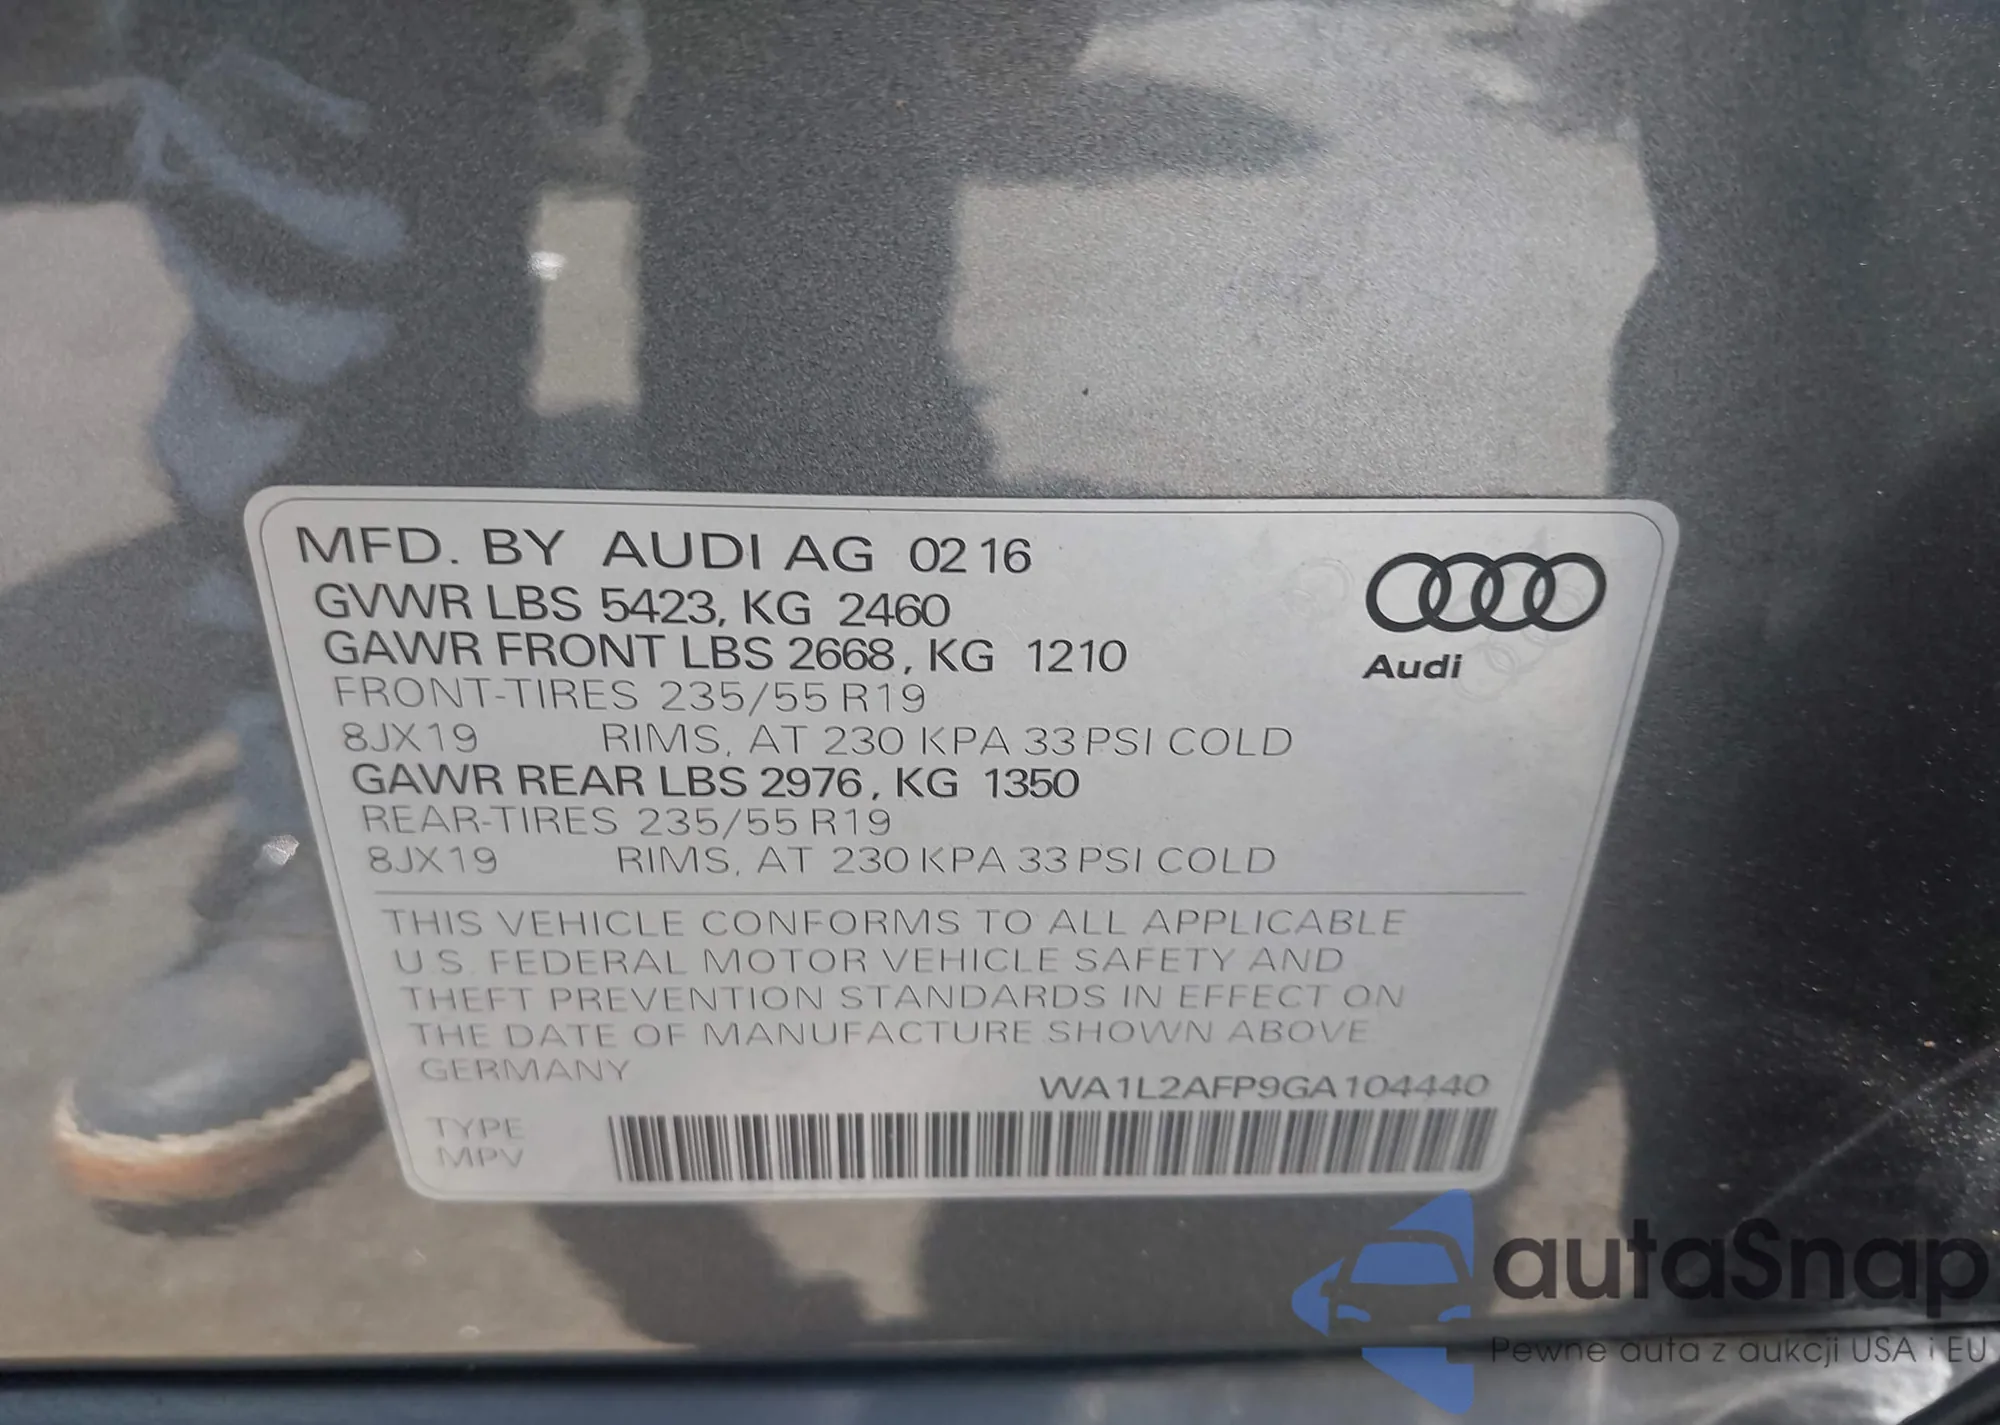 MFD. BY AUDI AG 02 16
GVWR LBS 5423, KG 2460
GAWR FRONT LBS 2668, KG 1210
FRONT-TIRES 235/55 R19
8JX19 RIMS, AT 230 KPA 33 PSI COLD
GAWR REAR LBS 2976, KG 1350
REAR-TIRES 235/55 R19
8JX19 RIMS, AT 230 KPA 33 PSI COLD
Audi
THIS VEHICLE CONFORMS TO ALL APPLICABLE
U.S. FEDERAL MOTOR VEHICLE SAFETY AND
THEFT PREVENTION STANDARDS IN EFFECT ON
THE DATE OF MANUFACTURE SHOWN ABOVE
GERMANY
WA1L2AFP9GA104440
TYPE
MPV
autaSnap
Pewne auta z aukcji USA i EU